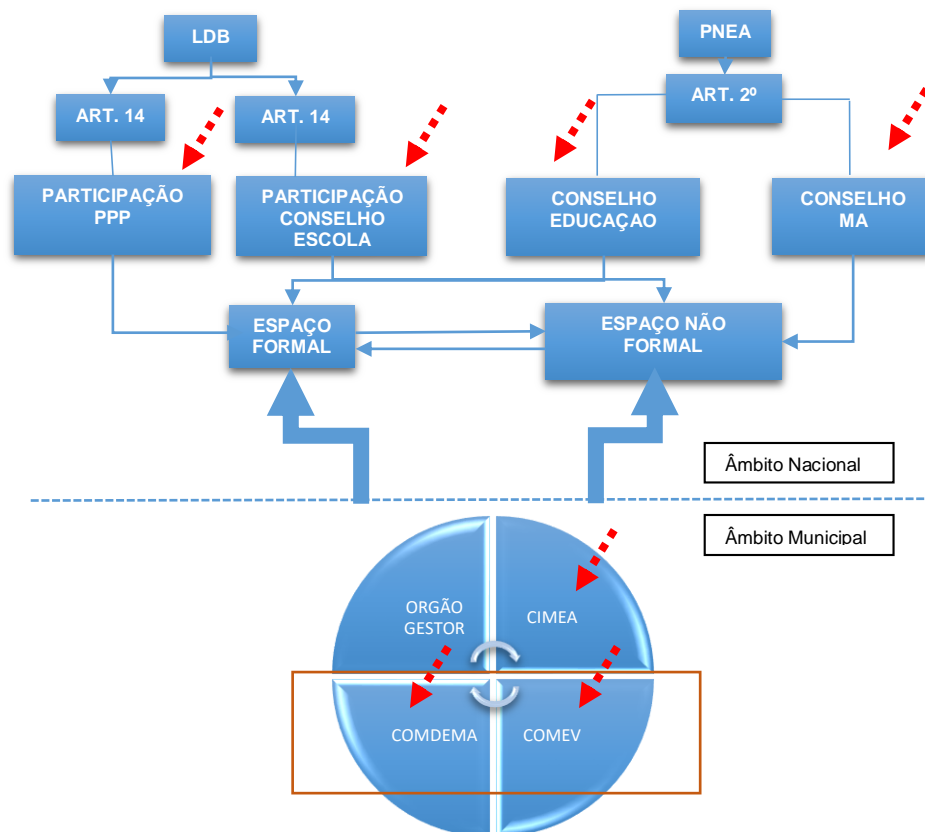 LDB
PNEA
ART. 14
ART. 14
ART. 2º
PARTICIPAÇÃO
PPP
PARTICIPAÇÃO
CONSELHO
ESCOLA
CONSELHO
EDUCAÇAO
CONSELHO
MA
ESPAÇO
FORMAL
ESPAÇO NÃO
FORMAL
Âmbito Nacional
Âmbito Municipal
ORGÃO
GESTOR
CIMEA
COMDEMA
COMEV